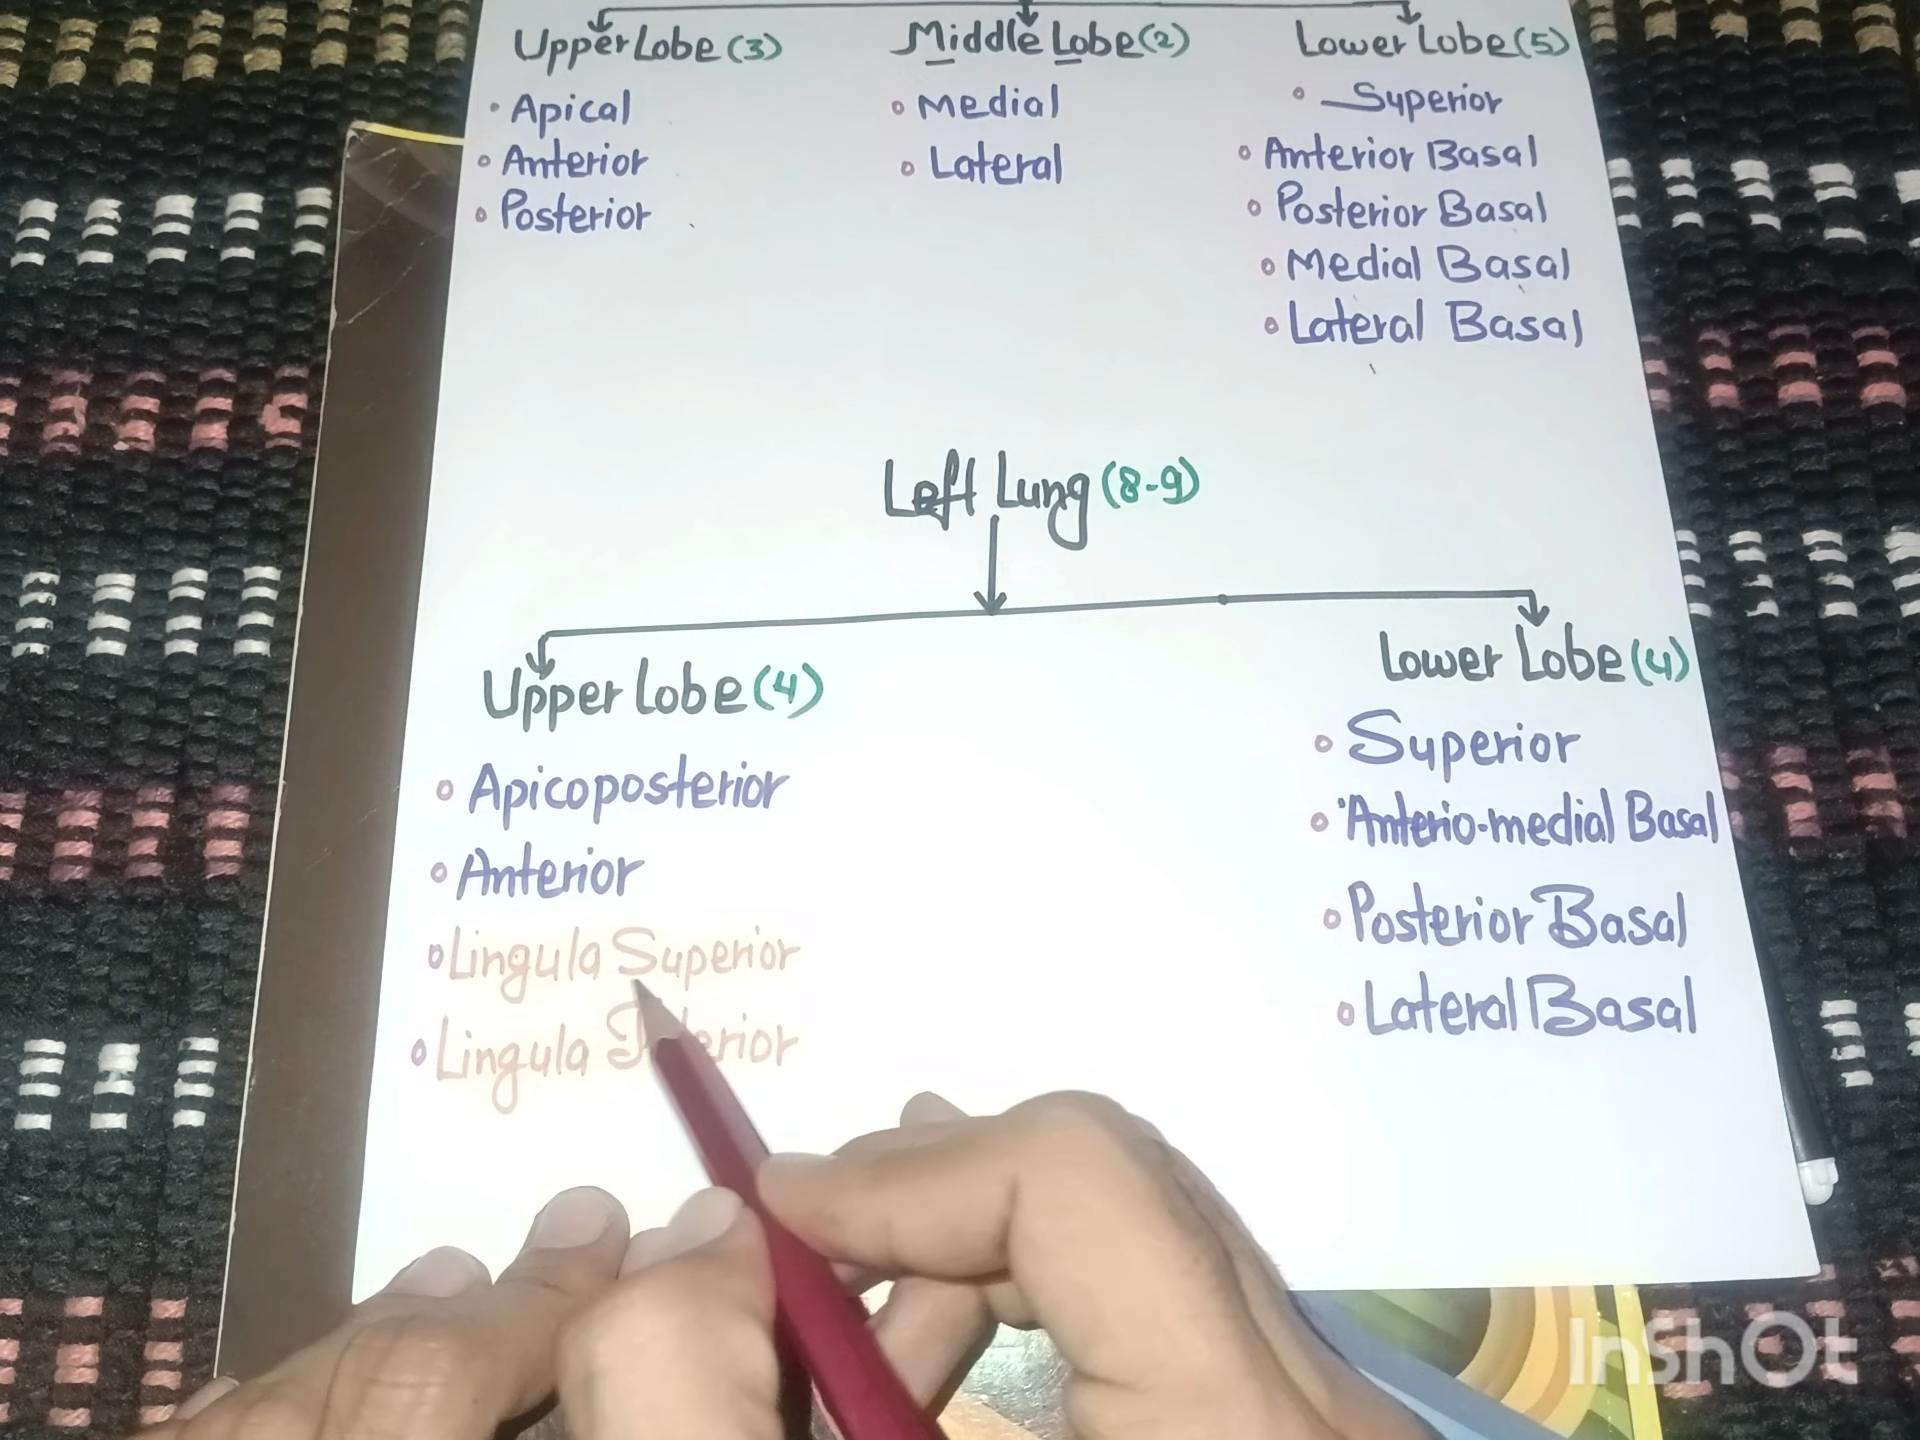 Upper Lobe (3)
Apical
Anterior
Posterior
Middle Lobe (2)
Medial
Lateral
Lower Lobe (5)
Superior
Anterior Basal
Posterior Basal
Medial Basal
Lateral Basal
Left Lung (8-9)
Upper Lobe (4)
Apicoposterior
Anterior
Lingula Superior
Lingula
Lower Lobe (4)
Superior
Anterio-medial Basal
Posterior Basal
Lateral Basal
InShOt